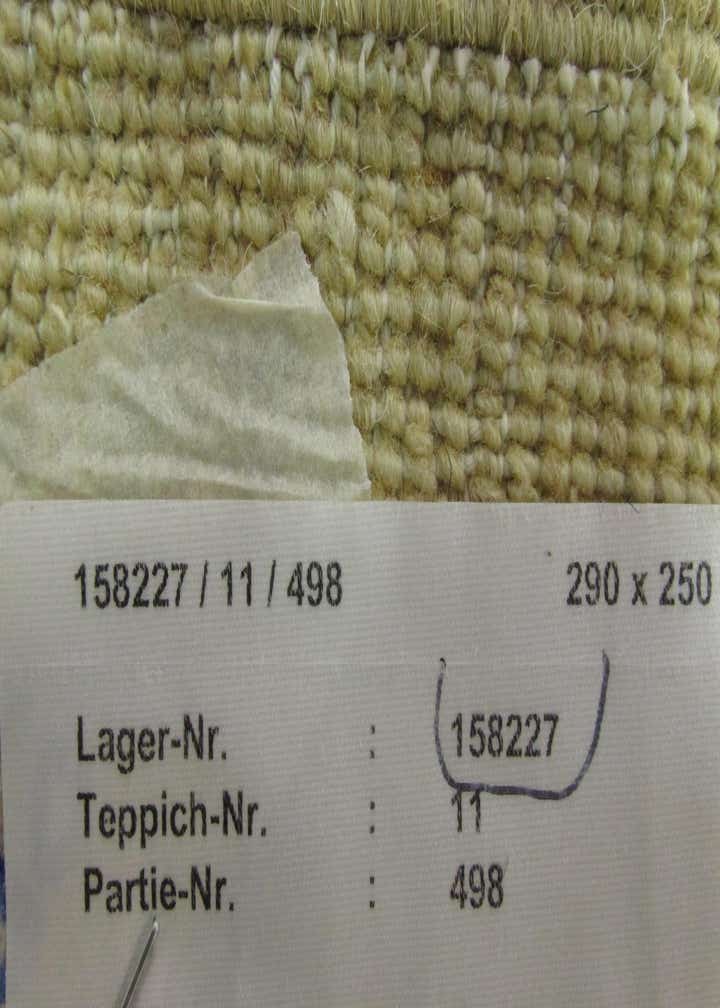 158227 / 11 / 498 290 x 250
Lager-Nr. : 158227
Teppich-Nr. : 11
Partie-Nr. : 498